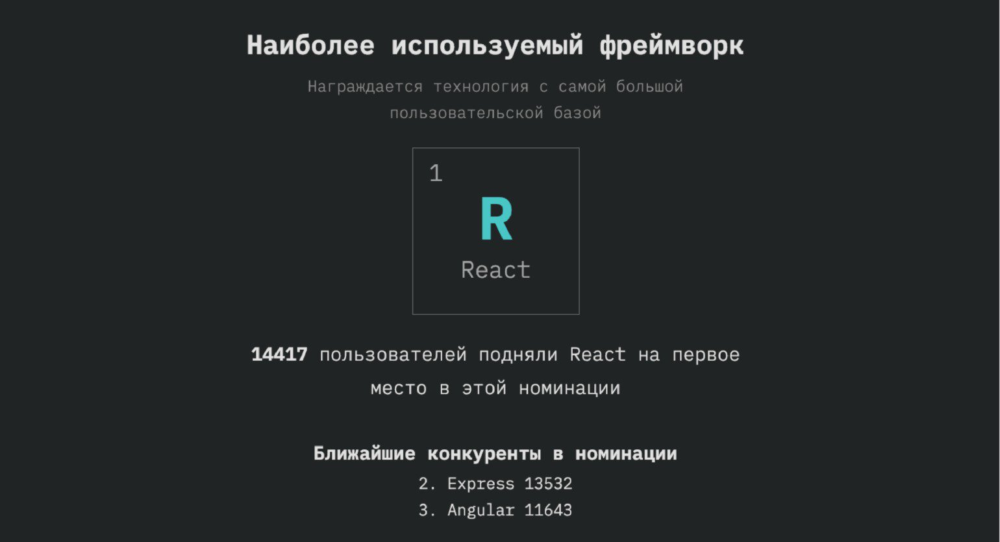 Наиболее используемый фреймворк
Награждается технология с самой большой
пользовательской базой
1
R
React
14417 пользователей подняли React на первое
место в этой номинации
Ближайшие конкуренты в номинации
2. Express 13532
3. Angular 11643